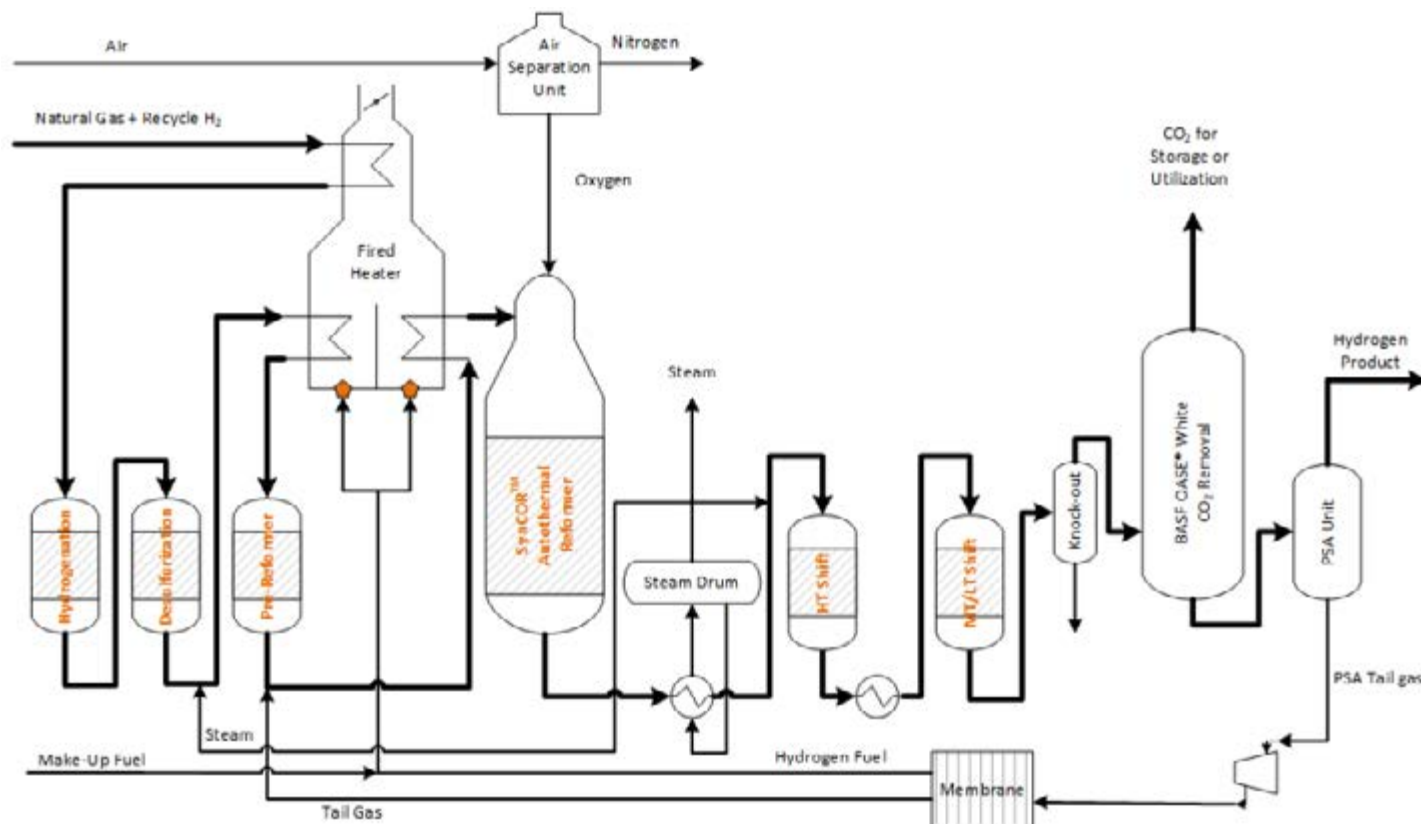 Air
Air
Separation
Unit
Nitrogen
Natural Gas + Recycle H₂
Oxygen
CO₂ for
Storage or
Utilization
Fired
Heater
Hydrogen
Product
Steam
Hydrogenation
Desulfurization
Pre-Reformer
SynCOR™
Autothermal
Reformer
Steam Drum
HT Shift
MT/LT Shift
Knock-out
BASF OASE® White
CO₂ Removal
PSA Unit
PSA Tail gas
Steam
Make-Up Fuel
Hydrogen Fuel
Membrane
Tail Gas